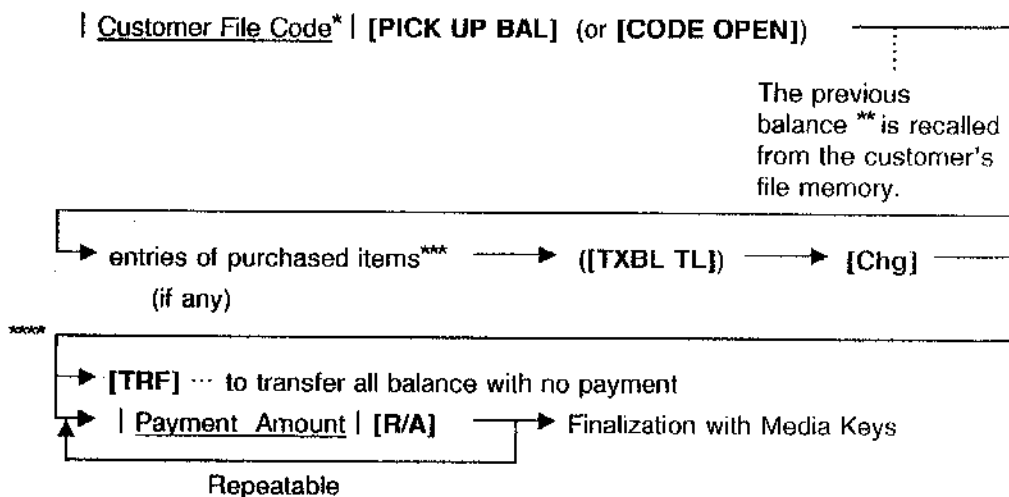 | Customer File Code* | [PICK UP BAL] (or [CODE OPEN])
The previous
balance ** is recalled
from the customer's
file memory.
entries of purchased items*** ([TXBL TL]) [Chg]
(if any)
****
[TRF] ··· to transfer all balance with no payment
| Payment Amount | [R/A] Finalization with Media Keys
Repeatable